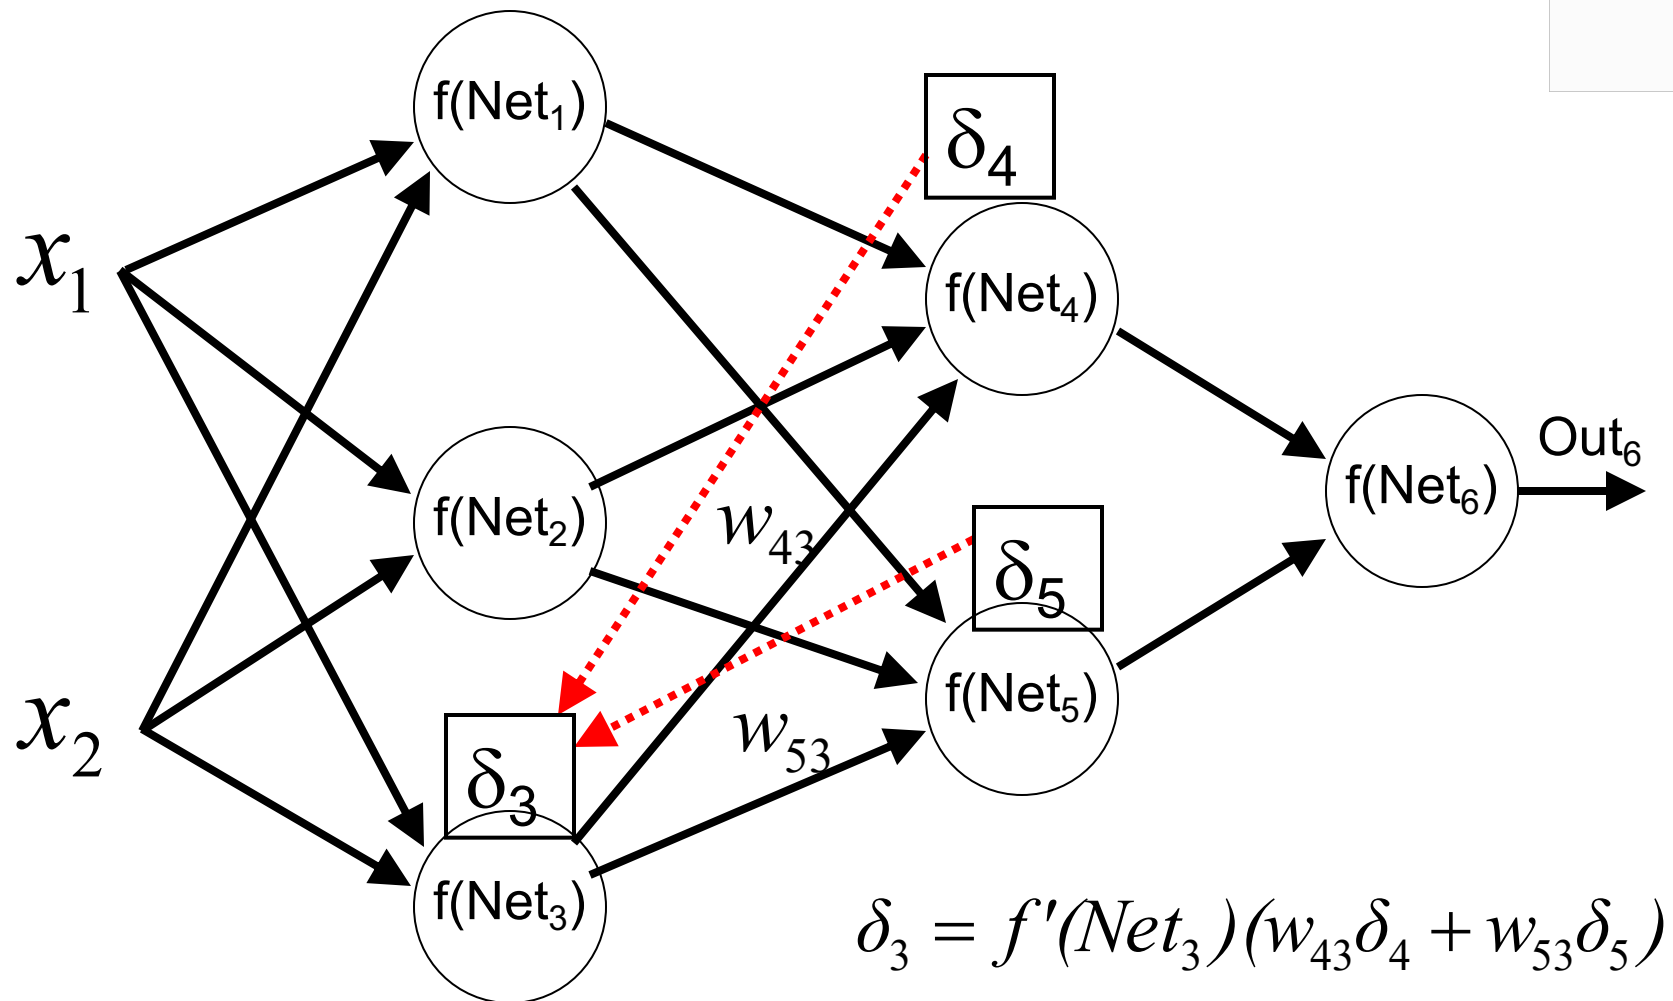 f(Net₁)
δ₄
x₁
f(Net₄)
Out₆
f(Net₂)
w₄₃
f(Net₆)
δ₅
x₂
w₅₃
f(Net₅)
δ₃
f(Net₃)
δ₃ = f'(Net₃)(w₄₃δ₄ + w₅₃δ₅)